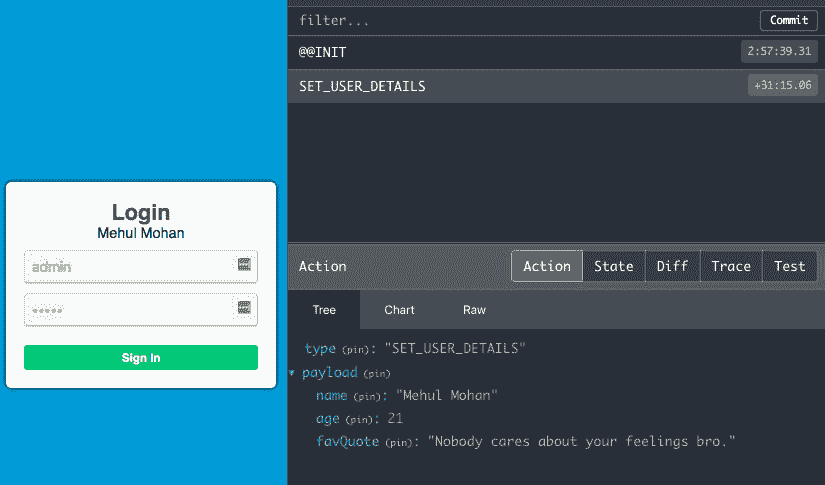 Login
Mehul Mohan
admin
Sign In
filter...
Commit
@@INIT
2:57:39.31
SET_USER_DETAILS
+31:15.06
Action
Action State Diff Trace Test
Tree Chart Raw
type (pin): "SET_USER_DETAILS"
payload (pin)
name (pin): "Mehul Mohan"
age (pin): 21
favQuote (pin): "Nobody cares about your feelings bro."